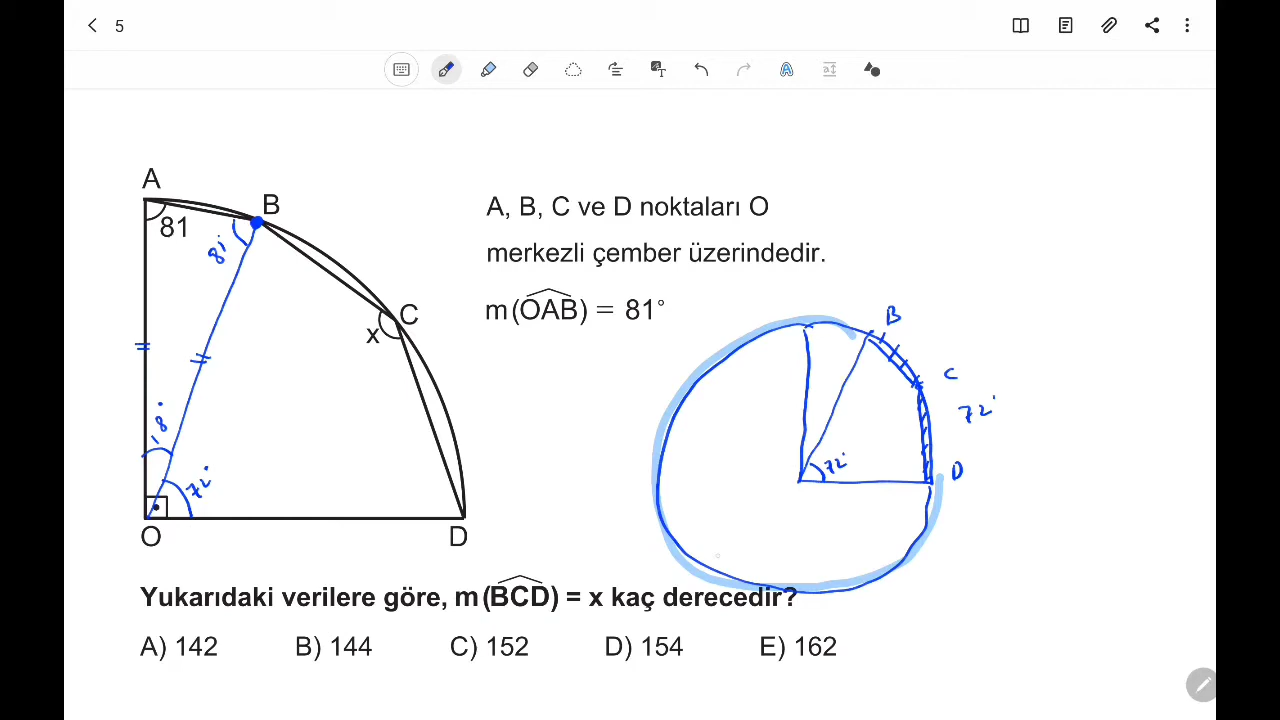 5
A
B
81
81°
C
x
18°
72°
O
D
A, B, C ve D noktaları O
merkezli çember üzerindedir.
m(OAB) = 81°
B
C
72°
72°
D
Yukarıdaki verilere göre, m(BCD) = x kaç derecedir?
A) 142 B) 144 C) 152 D) 154 E) 162